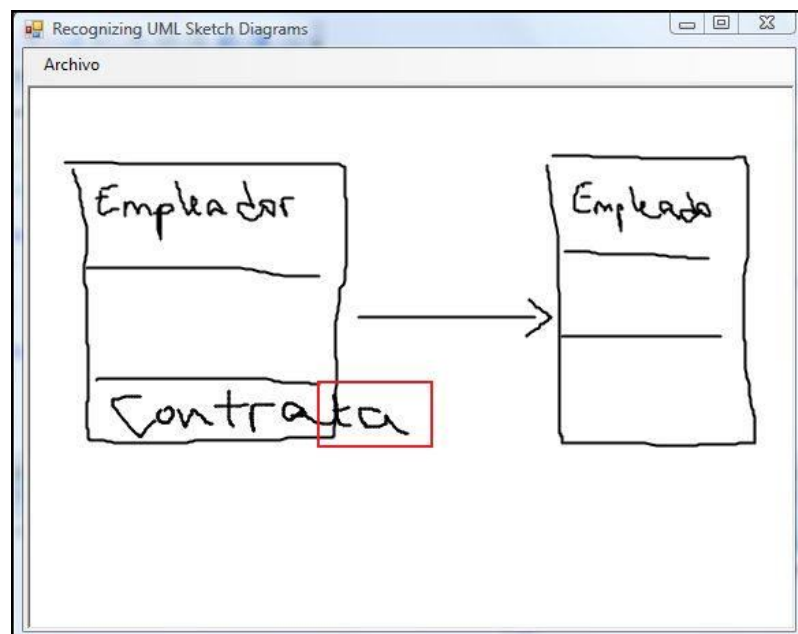 Recognizing UML Sketch Diagrams
Archivo
Empleador
Empleado
Contrata